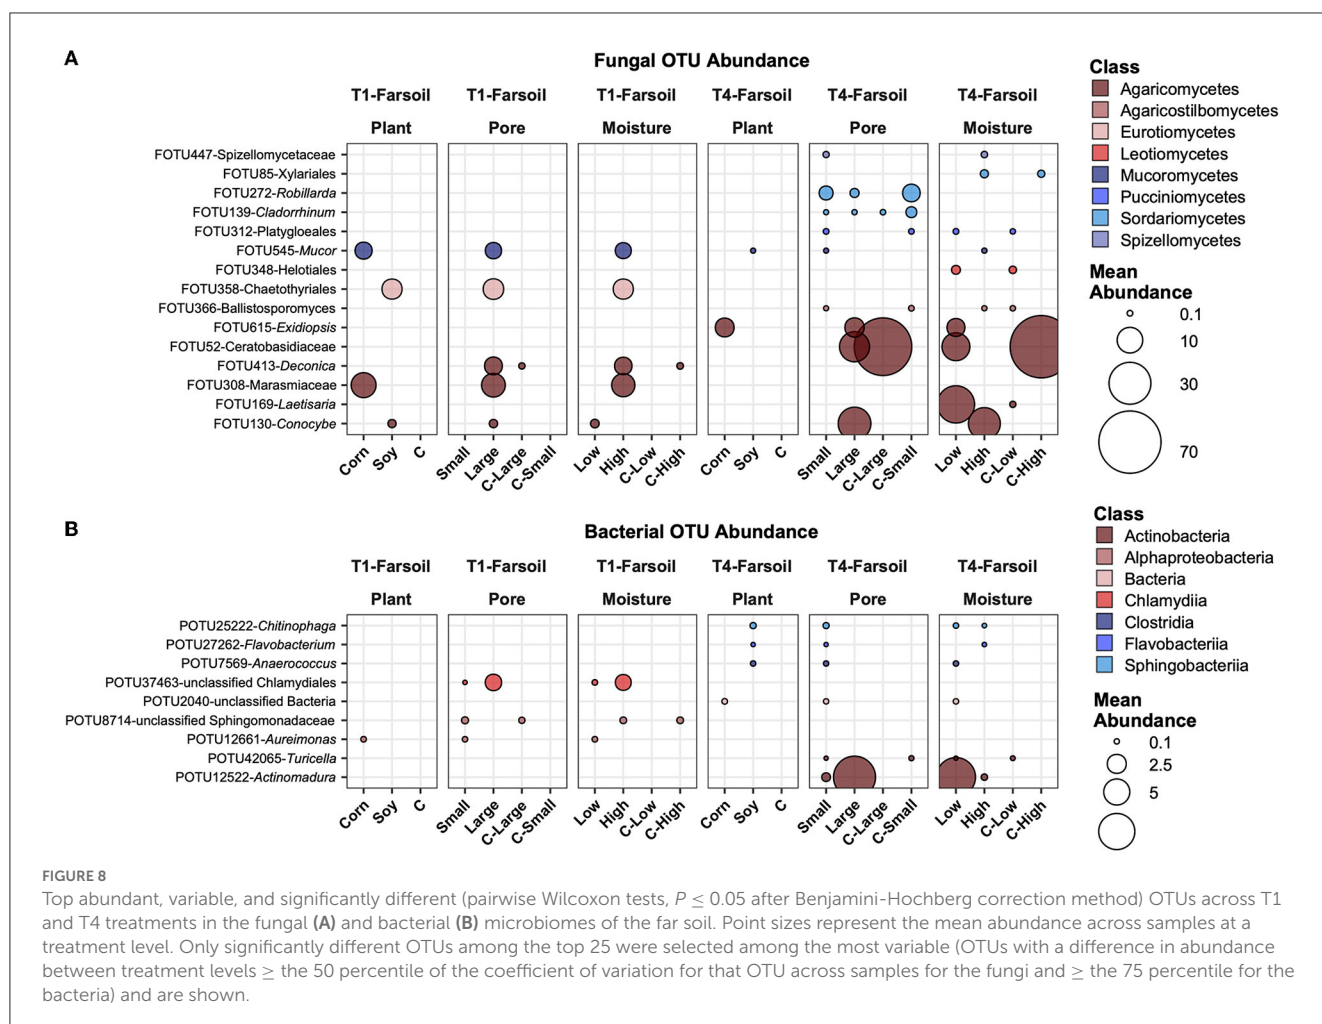 A
Fungal OTU Abundance
T1-Farsoil T1-Farsoil T1-Farsoil T4-Farsoil T4-Farsoil T4-Farsoil
Plant Pore Moisture Plant Pore Moisture
FOTU447-Spizellomycetaceae
FOTU85-Xylariales
FOTU272-Robillarda
FOTU139-Cladorrhinum
FOTU312-Platygloeales
FOTU545-Mucor
FOTU348-Helotiales
FOTU358-Chaetothyriales
FOTU366-Ballistosporomyces
FOTU615-Exidiopsis
FOTU52-Ceratobasidiaceae
FOTU413-Deconica
FOTU308-Marasmiaceae
FOTU169-Laetisaria
FOTU130-Conocybe
Corn Soy C Small Large C-Large C-Small Low High C-Low C-High Corn Soy C Small Large C-Large C-Small Low High C-Low C-High
Class
Agaricomycetes
Agaricostilbomycetes
Eurotiomycetes
Leotiomycetes
Mucoromycetes
Pucciniomycetes
Sordariomycetes
Spizellomycetes
Mean
Abundance
0.1
10
30
70
B
Bacterial OTU Abundance
T1-Farsoil T1-Farsoil T1-Farsoil T4-Farsoil T4-Farsoil T4-Farsoil
Plant Pore Moisture Plant Pore Moisture
POTU25222-Chitinophaga
POTU27262-Flavobacterium
POTU7569-Anaerococcus
POTU37463-unclassified Chlamydiales
POTU2040-unclassified Bacteria
POTU8714-unclassified Sphingomonadaceae
POTU12661-Aureimonas
POTU42065-Turicella
POTU12522-Actinomadura
Corn Soy C Small Large C-Large C-Small Low High C-Low C-High Corn Soy C Small Large C-Large C-Small Low High C-Low C-High
Class
Actinobacteria
Alphaproteobacteria
Bacteria
Chlamydiia
Clostridia
Flavobacteriia
Sphingobacteriia
Mean
Abundance
0.1
2.5
5
FIGURE 8
Top abundant, variable, and significantly different (pairwise Wilcoxon tests, P ≤ 0.05 after Benjamini-Hochberg correction method) OTUs across T1
and T4 treatments in the fungal (A) and bacterial (B) microbiomes of the far soil. Point sizes represent the mean abundance across samples at a
treatment level. Only significantly different OTUs among the top 25 were selected among the most variable (OTUs with a difference in abundance
between treatment levels ≥ the 50 percentile of the coefficient of variation for that OTU across samples for the fungi and ≥ the 75 percentile for the
bacteria) and are shown.